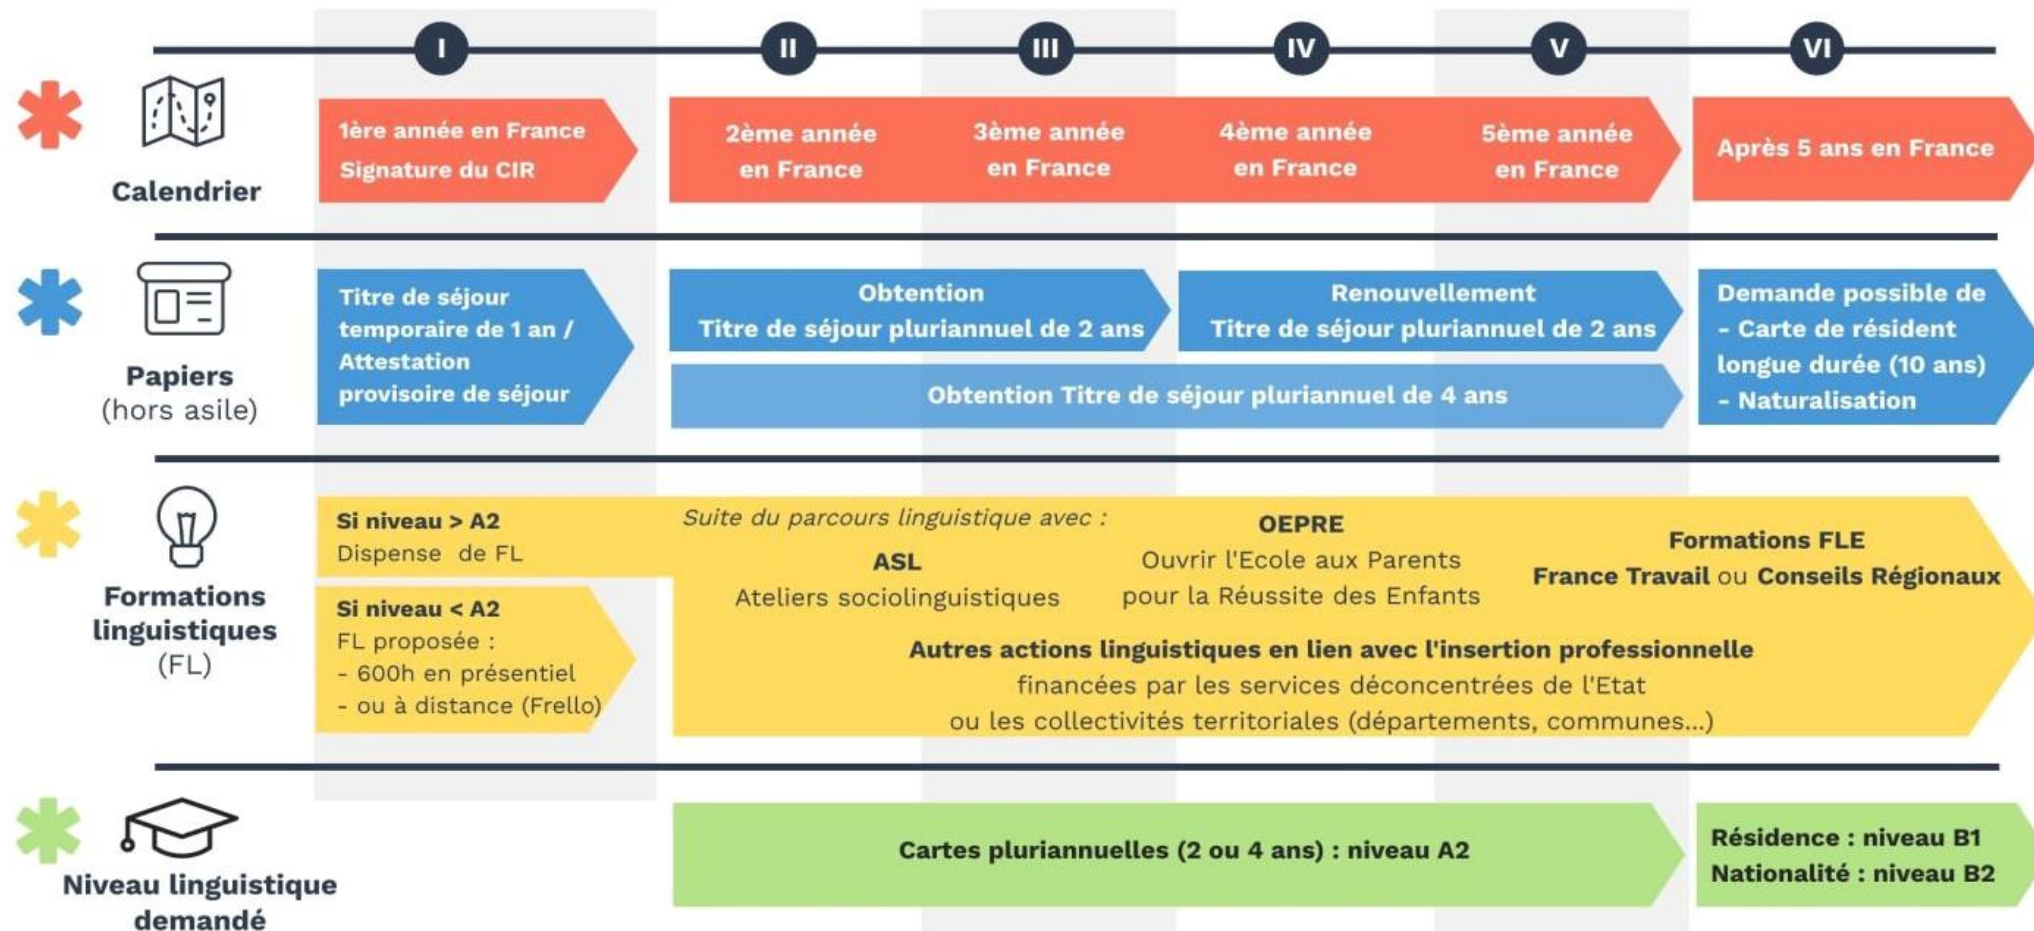 I
II
III
IV
V
VI
Calendrier
1ère année en France
Signature du CIR
2ème année
en France
3ème année
en France
4ème année
en France
5ème année
en France
Après 5 ans en France
Papiers
(hors asile)
Titre de séjour
temporaire de 1 an /
Attestation
provisoire de séjour
Obtention
Titre de séjour pluriannuel de 2 ans
Renouvellement
Titre de séjour pluriannuel de 2 ans
Obtention Titre de séjour pluriannuel de 4 ans
Demande possible de
- Carte de résident
longue durée (10 ans)
- Naturalisation
Formations
linguistiques
(FL)
Si niveau > A2
Dispense de FL
Si niveau < A2
FL proposée :
- 600h en présentiel
- ou à distance (Frello)
Suite du parcours linguistique avec :
ASL
Ateliers sociolinguistiques
OEPRE
Ouvrir l'Ecole aux Parents
pour la Réussite des Enfants
Formations FLE
France Travail ou Conseils Régionaux
Autres actions linguistiques en lien avec l'insertion professionnelle
financées par les services déconcentrées de l'Etat
ou les collectivités territoriales (départements, communes...)
Niveau linguistique
demandé
Cartes pluriannuelles (2 ou 4 ans) : niveau A2
Résidence : niveau B1
Nationalité : niveau B2